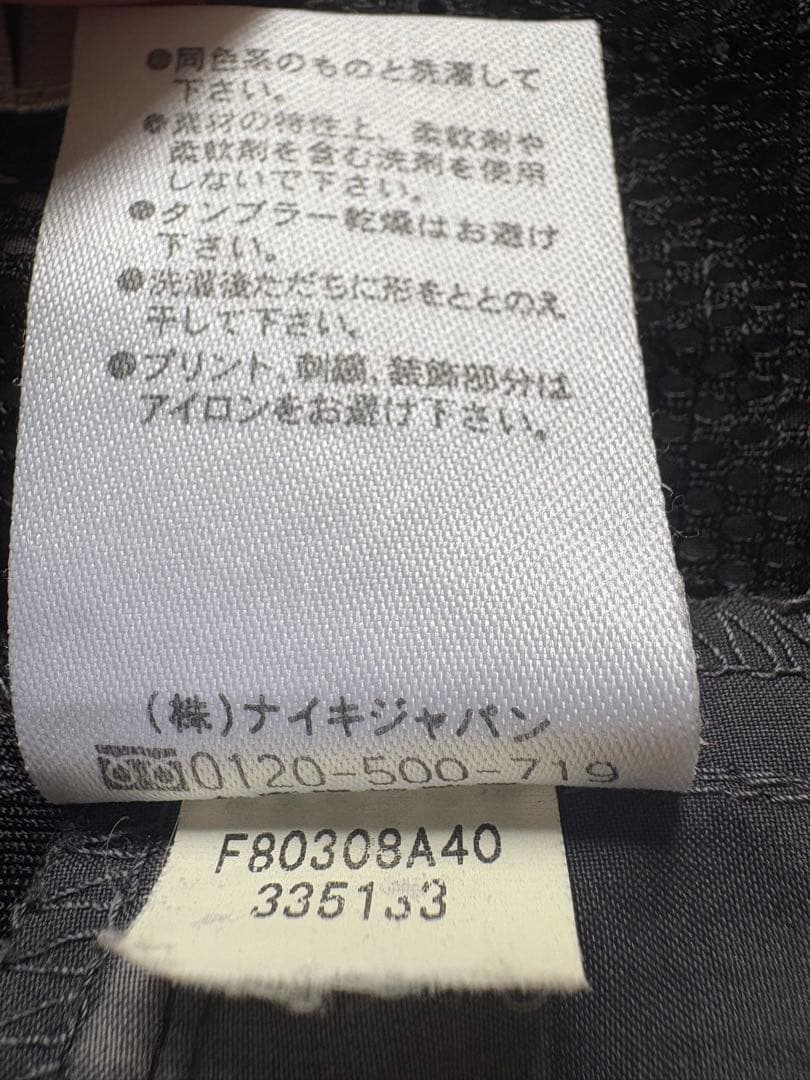 ●同色系のものと洗濯して
下さい。
●素材の特性上、柔軟剤や
柔軟剤を含む洗剤を使用
しないで下さい。
●タンブラー乾燥はお避け
下さい。
●洗濯後ただちに形をととのえ
干して下さい。
●プリント、刺繍、装飾部分は
アイロンをお避け下さい。
(株)ナイキジャパン
0120-500-719
F80308A40
335133